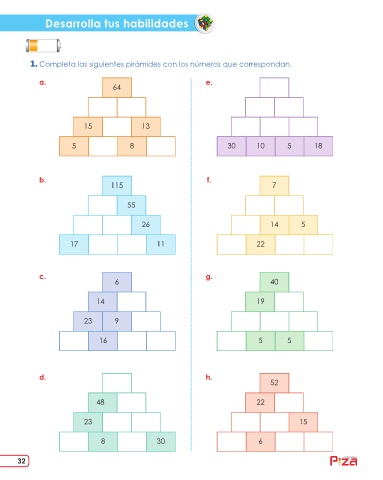 Desarrolla tus habilidades
1. Completa las siguientes pirámides con los números que correspondan.
a.
64
15 13
5 8
e.
30 10 5 18
b.
115
55
26
17 11
f.
7
14 5
22
c.
6
14
23 9
16
g.
40
19
5 5
d.
48
23
8 30
h.
52
22
15
6
32
Pıza